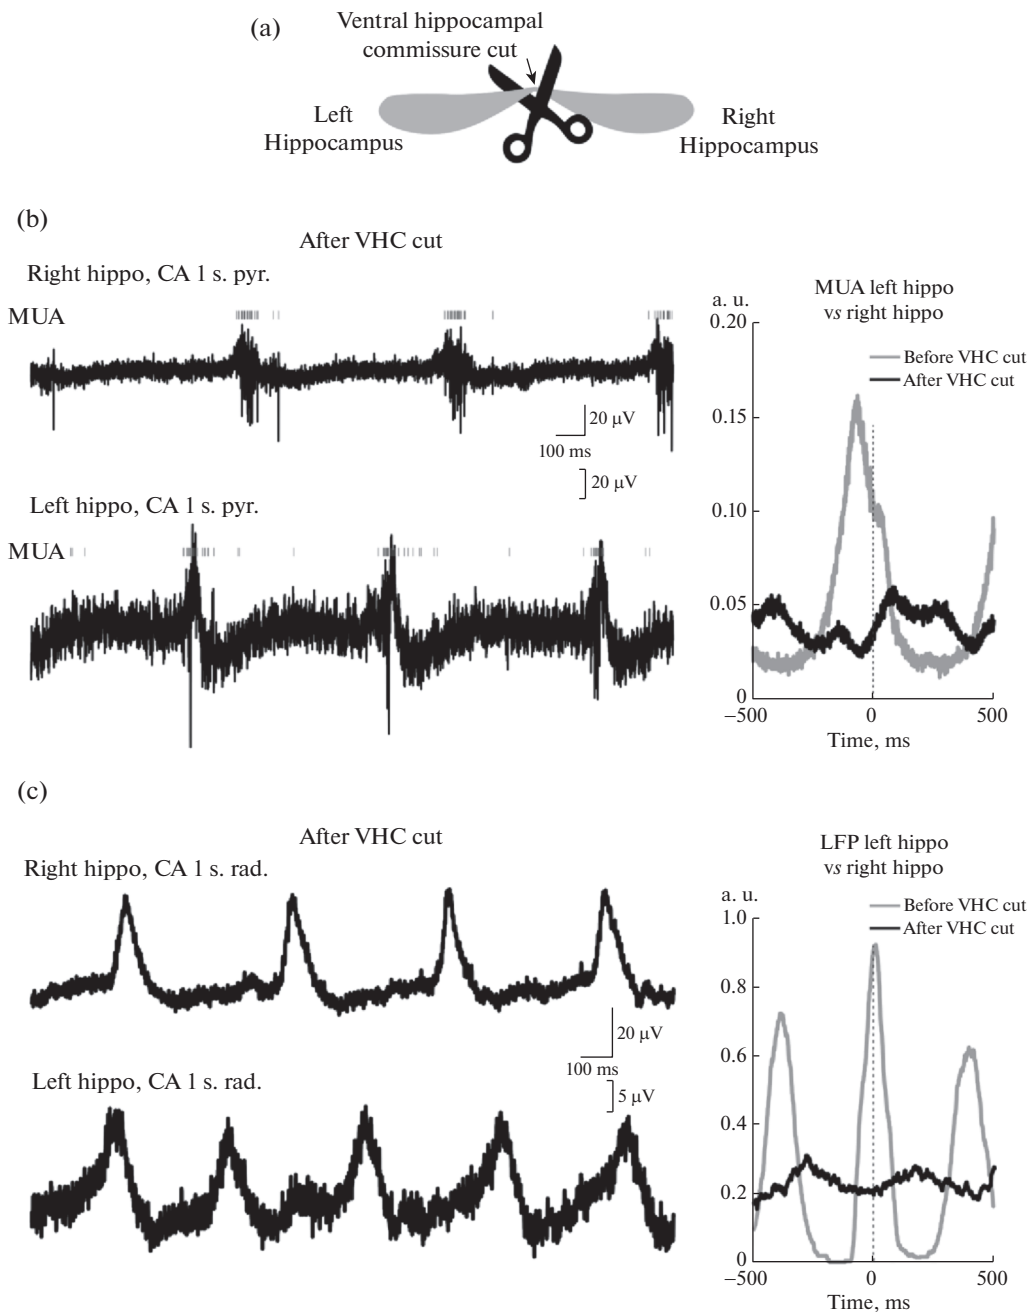 (a)
Ventral hippocampal
commissure cut
Left
Hippocampus
Right
Hippocampus
(b)
After VHC cut
Right hippo, CA 1 s. pyr.
MUA
20 μV
100 ms
20 μV
Left hippo, CA 1 s. pyr.
MUA
MUA left hippo
vs right hippo
a. u.
0.20
Before VHC cut
After VHC cut
0.15
0.10
0.05
0
−500
0
500
Time, ms
(c)
After VHC cut
Right hippo, CA 1 s. rad.
20 μV
100 ms
Left hippo, CA 1 s. rad.
5 μV
LFP left hippo
vs right hippo
a. u.
Before VHC cut
After VHC cut
1.0
0.8
0.6
0.4
0.2
0
−500
0
500
Time, ms